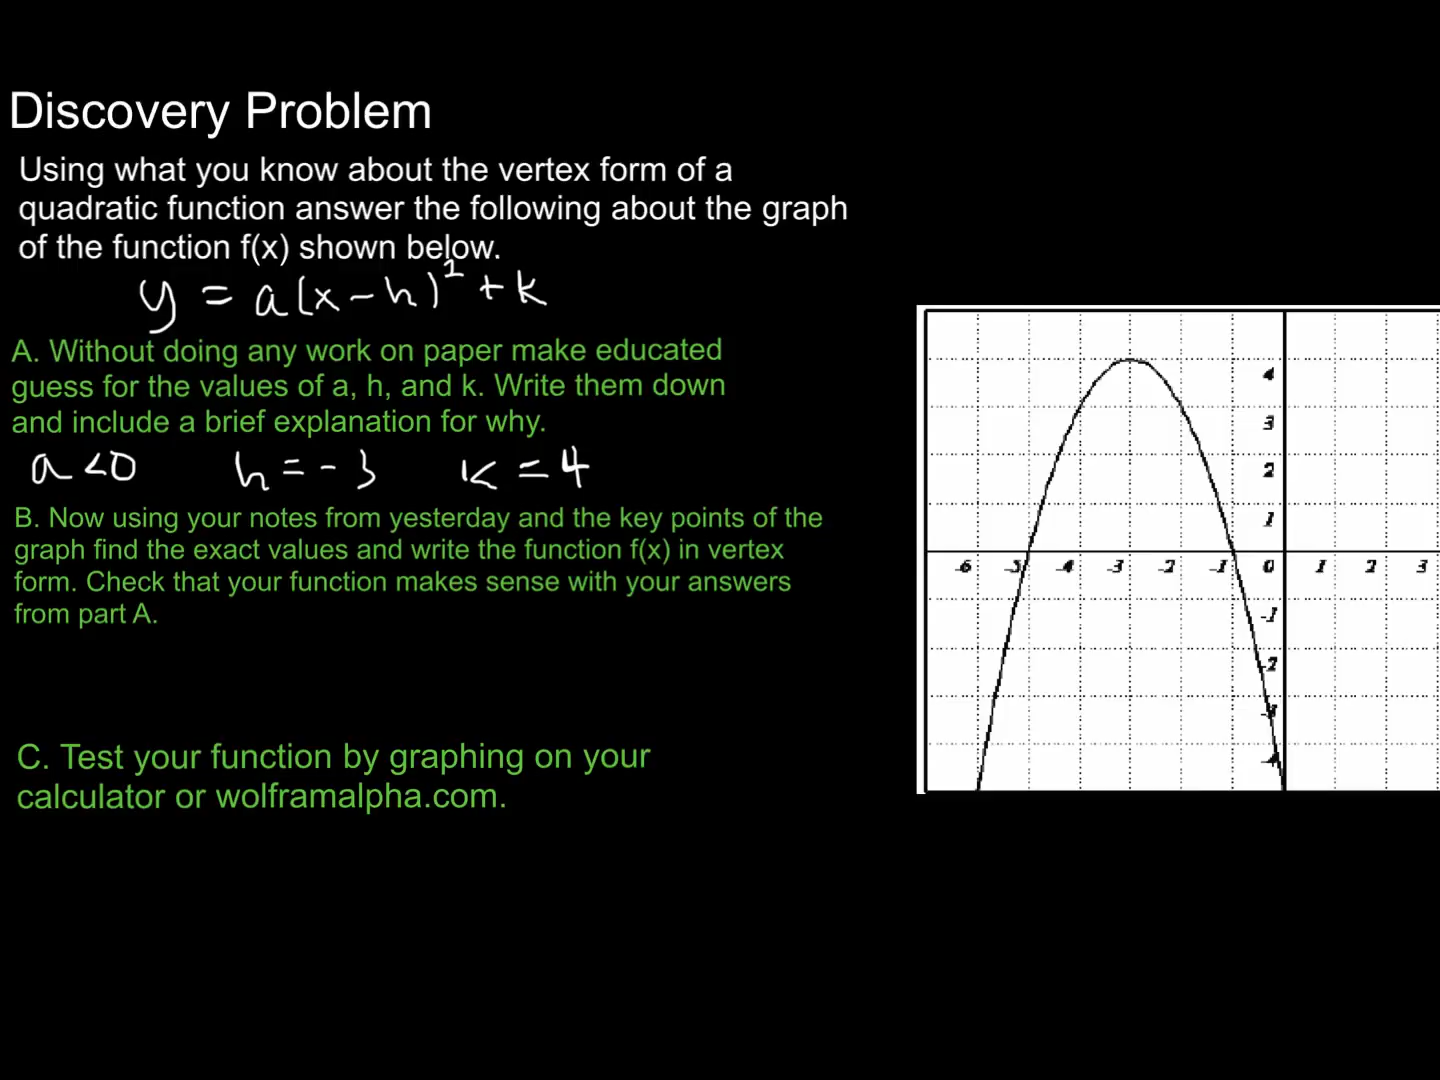 Discovery Problem
Using what you know about the vertex form of a
quadratic function answer the following about the graph
of the function f(x) shown below.
y = a(x-h)² + k
A. Without doing any work on paper make educated
guess for the values of a, h, and k. Write them down
and include a brief explanation for why.
a <0 h = -3 k = 4
B. Now using your notes from yesterday and the key points of the
graph find the exact values and write the function f(x) in vertex
form. Check that your function makes sense with your answers
from part A.
C. Test your function by graphing on your
calculator or wolframalpha.com.
4
3
2
1
-6 -5 -4 -3 -2 -1 0 1 2 3
-1
-2
-3
-4